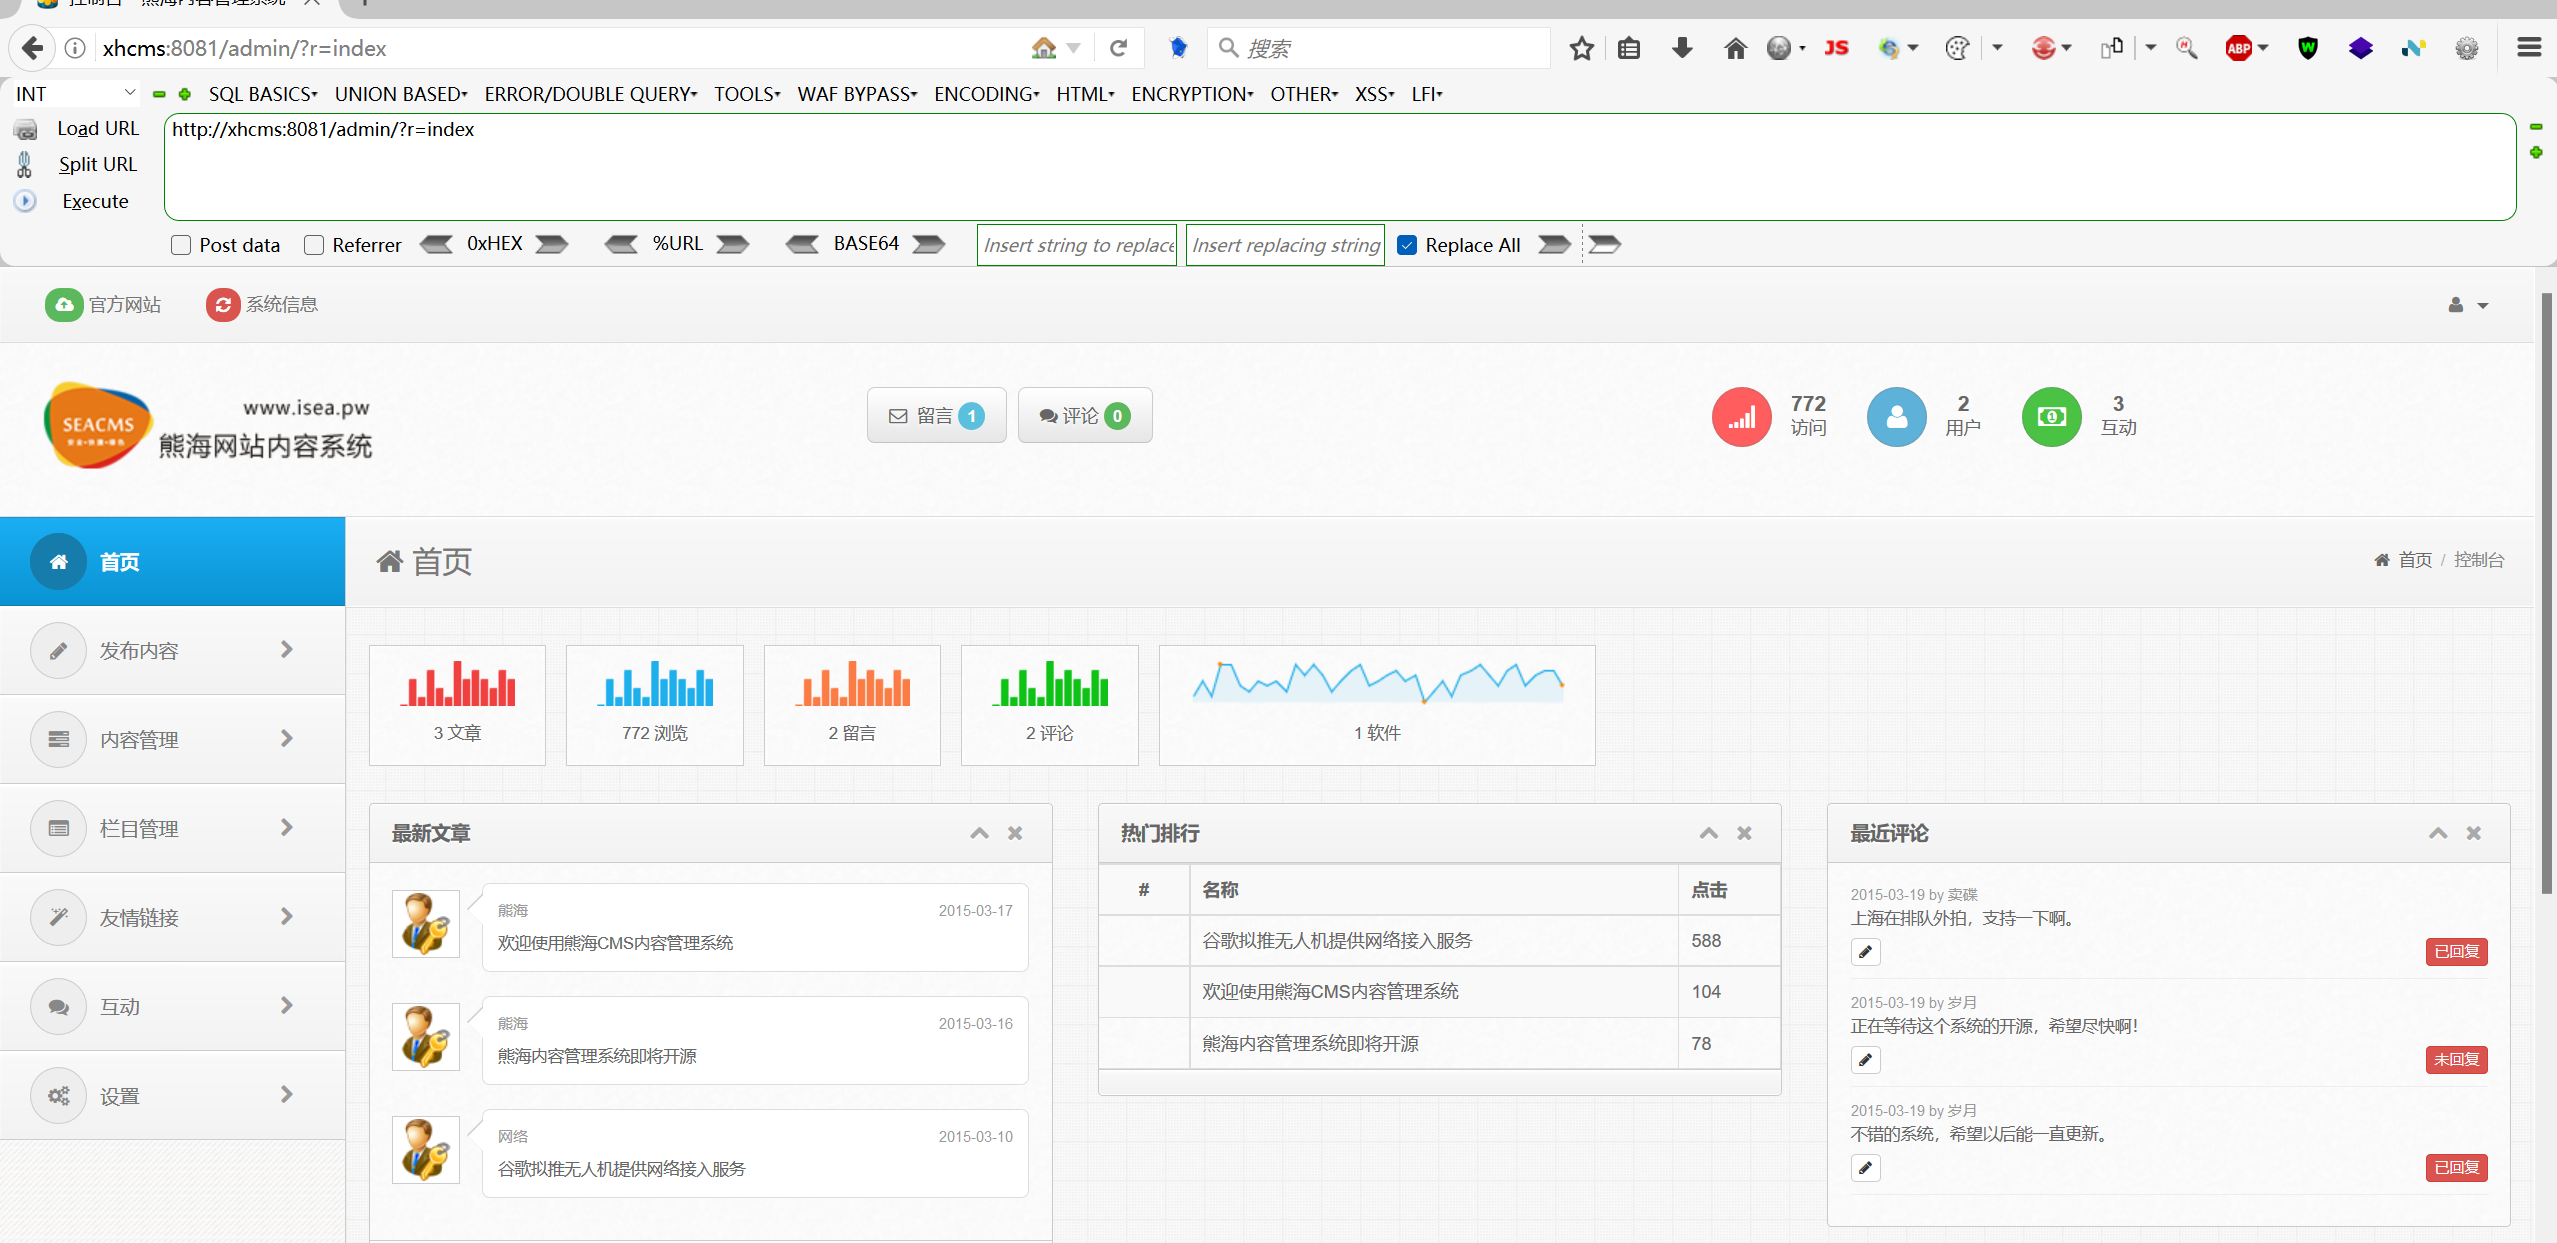 控制台 - 熊海内容管理系统
xhcms:8081/admin/?r=index
搜索
JS
ABP
W
INT
SQL BASICS
UNION BASED
ERROR/DOUBLE QUERY
TOOLS
WAF BYPASS
ENCODING
HTML
ENCRYPTION
OTHER
XSS
LFI
Load URL
Split URL
Execute
http://xhcms:8081/admin/?r=index
Post data
Referrer
0xHEX
%URL
BASE64
Insert string to replace
Insert replacing string
Replace All
官方网站
系统信息
SEACMS
www.isea.pw
熊海网站内容系统
留言 1
评论 0
772
访问
2
用户
3
互动
首页
发布内容
内容管理
栏目管理
友情链接
互动
设置
首页
首页 / 控制台
3 文章
772 浏览
2 留言
2 评论
1 软件
最新文章
熊海 2015-03-17
欢迎使用熊海CMS内容管理系统
熊海 2015-03-16
熊海内容管理系统即将开源
网络 2015-03-10
谷歌拟推无人机提供网络接入服务
热门排行
# 名称 点击
谷歌拟推无人机提供网络接入服务 588
欢迎使用熊海CMS内容管理系统 104
熊海内容管理系统即将开源 78
最近评论
2015-03-19 by 卖碟
上海在排队外拍，支持一下啊。
已回复
2015-03-19 by 岁月
正在等待这个系统的开源，希望尽快啊！
未回复
2015-03-19 by 岁月
不错的系统，希望以后能一直更新。
已回复